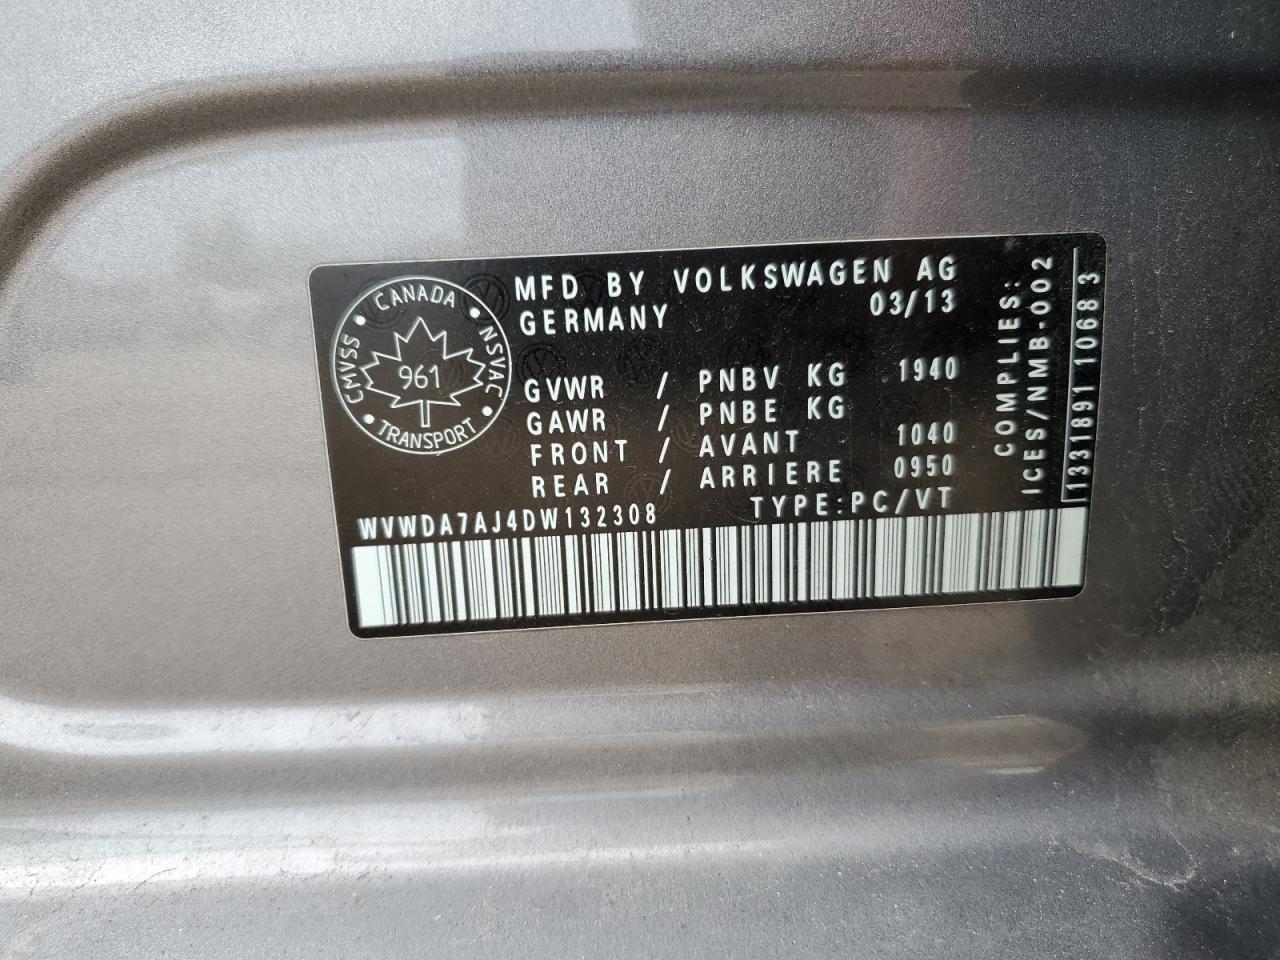 MFD BY VOLKSWAGEN AG
GERMANY 03/13
CANADA
CMVSS NSVAC
961
TRANSPORT
GVWR / PNBV KG 1940
GAWR / PNBE KG
FRONT / AVANT 1040
REAR / ARRIERE 0950
WVWDA7AJ4DW132308 TYPE:PC/VT
COMPLIES:
ICES/NMB-002
1331891 1068 3